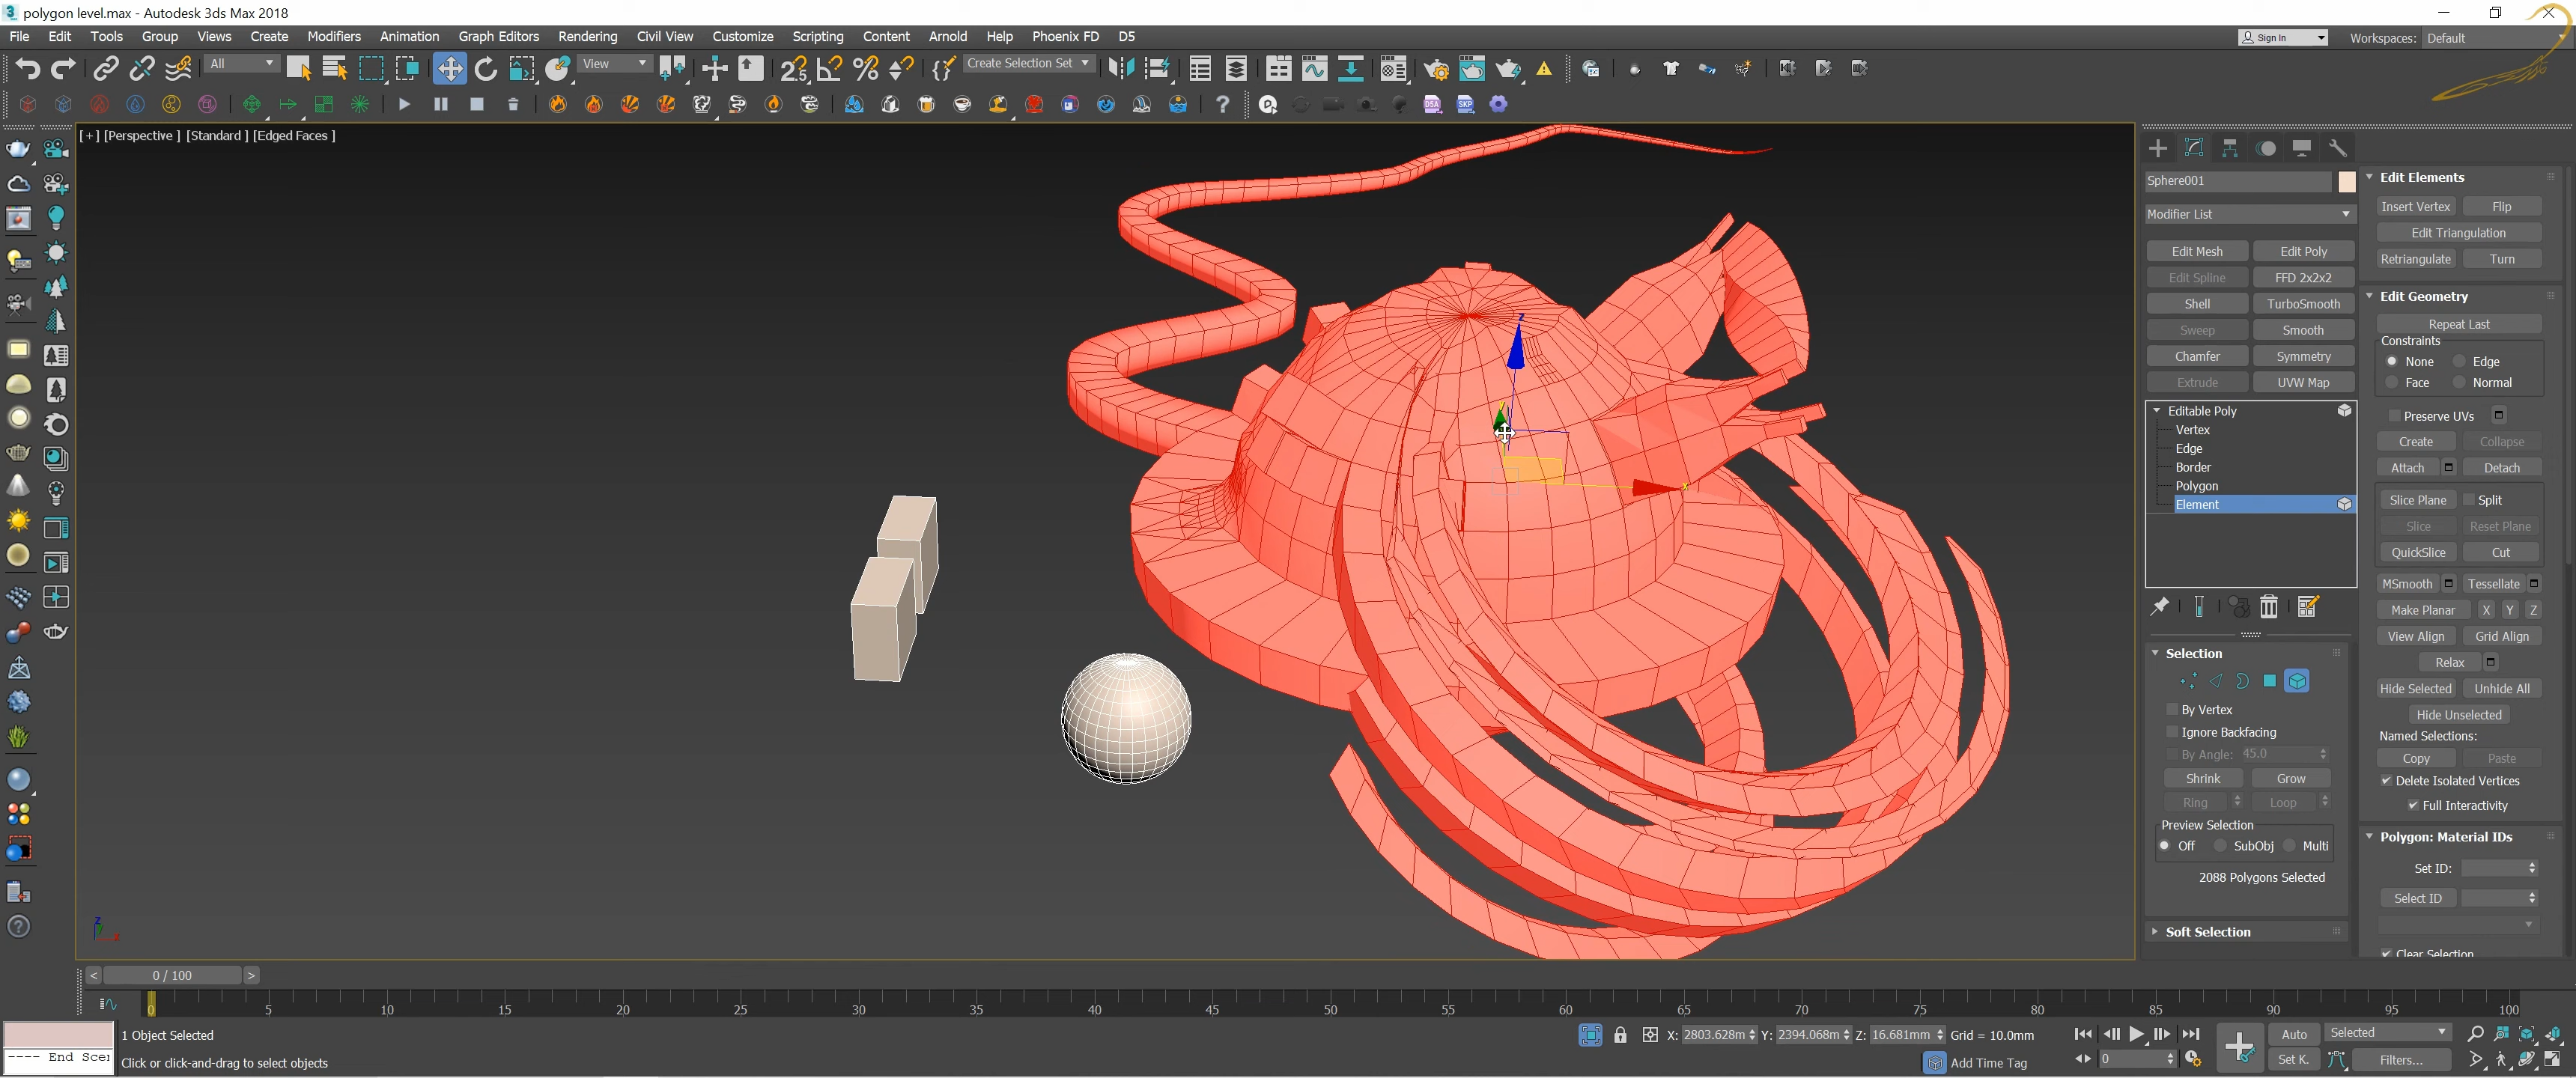 polygon level.max - Autodesk 3ds Max 2018
File Edit Tools Group Views Create Modifiers Animation Graph Editors Rendering Civil View Customize Scripting Content Arnold Help Phoenix FD D5
Sign In Workspaces: Default
All View Create Selection Set
[+] [Perspective ] [Standard ] [Edged Faces ]
Sphere001
Modifier List
Edit Mesh Edit Poly
Edit Spline FFD 2x2x2
Shell TurboSmooth
Sweep Smooth
Chamfer Symmetry
Extrude UVW Map
Editable Poly
Vertex
Edge
Border
Polygon
Element
Selection
By Vertex
Ignore Backfacing
By Angle: 45.0
Shrink Grow
Ring Loop
Preview Selection
Off SubObj Multi
2088 Polygons Selected
Soft Selection
Edit Elements
Insert Vertex Flip
Edit Triangulation
Retriangulate Turn
Edit Geometry
Repeat Last
Constraints
None Edge
Face Normal
Preserve UVs
Create Collapse
Attach Detach
Slice Plane Split
Slice Reset Plane
QuickSlice Cut
MSmooth Tessellate
Make Planar X Y Z
View Align Grid Align
Relax
Hide Selected Unhide All
Hide Unselected
Named Selections:
Copy Paste
Delete Isolated Vertices
Full Interactivity
Polygon: Material IDs
Set ID:
Select ID
Clear Selection
z
x
< 0 / 100 >
0 5 10 15 20 25 30 35 40 45 50 55 60 65 70 75 80 85 90 95 100
1 Object Selected
X: 2803.628m Y: 2394.068m Z: 16.681mm Grid = 10.0mm
Auto Selected
---- End Scer
Click or click-and-drag to select objects
Add Time Tag
0
Set K. Filters...